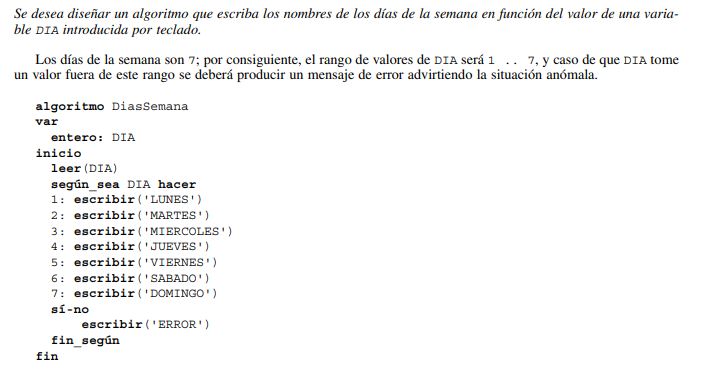 Se desea diseñar un algoritmo que escriba los nombres de los días de la semana en función del valor de una varia-
ble DIA introducida por teclado.
Los días de la semana son 7; por consiguiente, el rango de valores de DIA será 1 .. 7, y caso de que DIA tome
un valor fuera de este rango se deberá producir un mensaje de error advirtiendo la situación anómala.
algoritmo DiasSemana
var
entero: DIA
inicio
leer(DIA)
según_sea DIA hacer
1: escribir('LUNES')
2: escribir('MARTES')
3: escribir('MIERCOLES')
4: escribir('JUEVES')
5: escribir('VIERNES')
6: escribir('SABADO')
7: escribir('DOMINGO')
sí-no
escribir('ERROR')
fin_según
fin